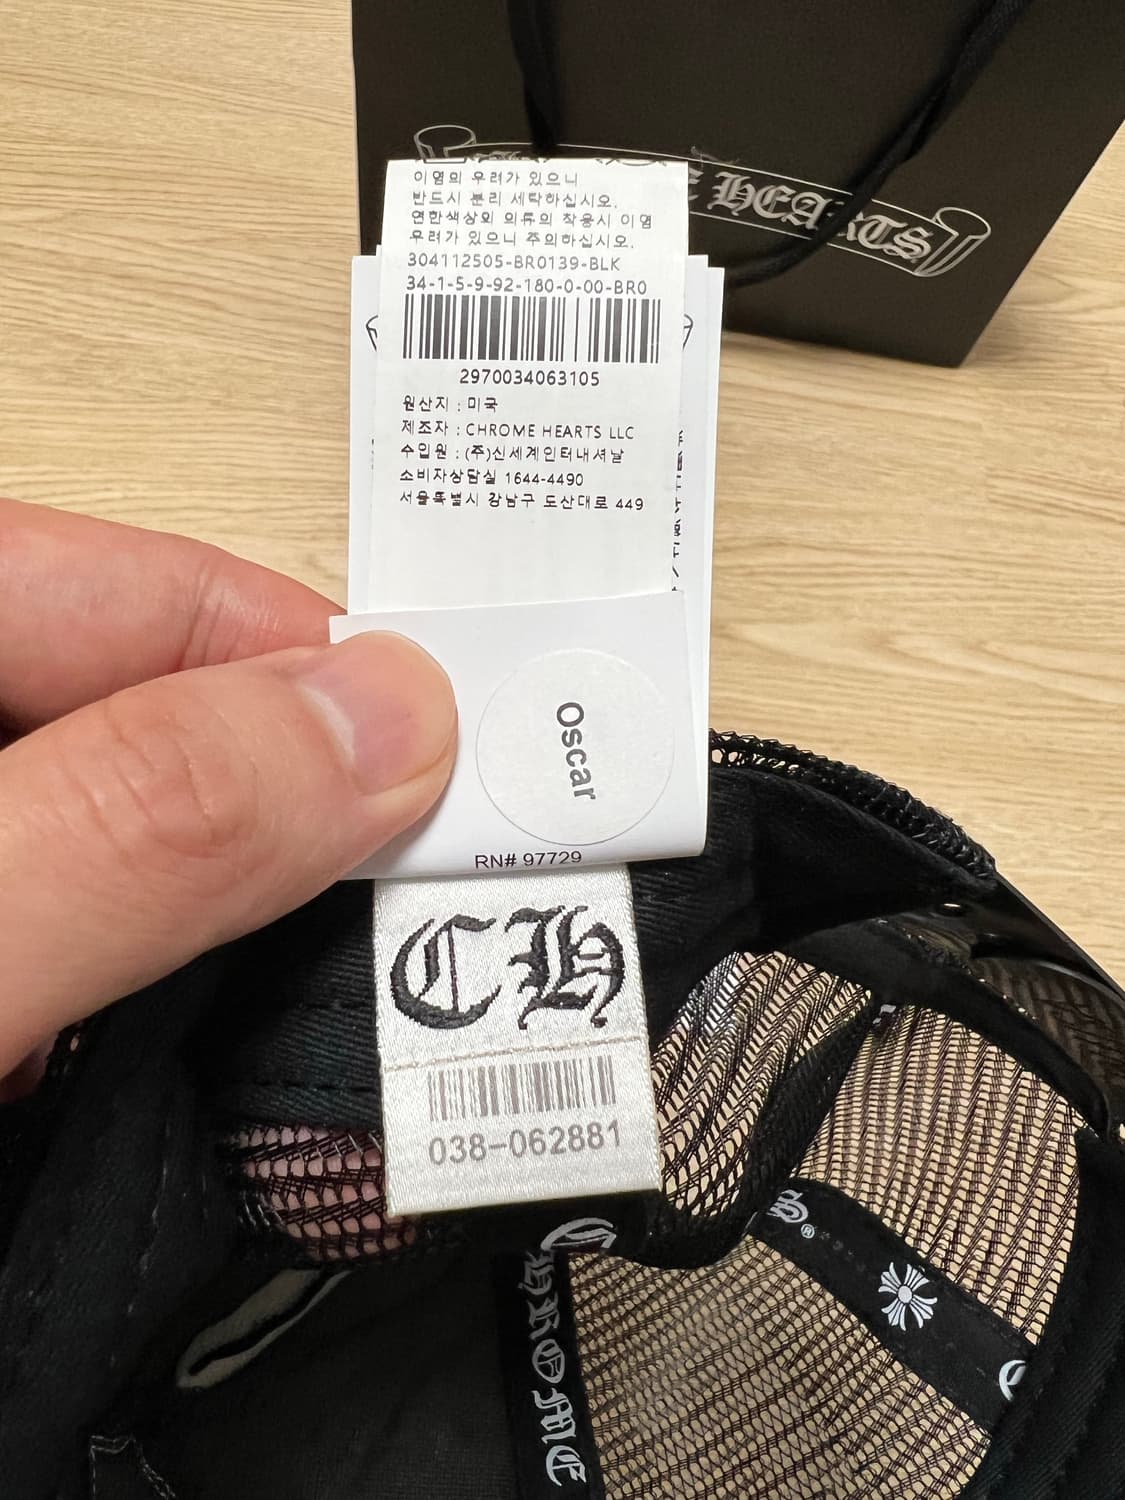 E HEARTS
이염의 우려가 있으니
반드시 분리 세탁하십시오.
연한색상의 의류의 착용시 이염
우려가 있으니 주의하십시오.
304112505-BR0139-BLK
34-1-5-9-92-180-0-00-BR0
2970034063105
원산지 : 미국
제조자 : CHROME HEARTS LLC
수입원 : (주)신세계인터내셔날
소비자상담실 1644-4490
서울특별시 강남구 도산대로 449
Oscar
RN# 97729
CH
038-062881
S®
CHROME